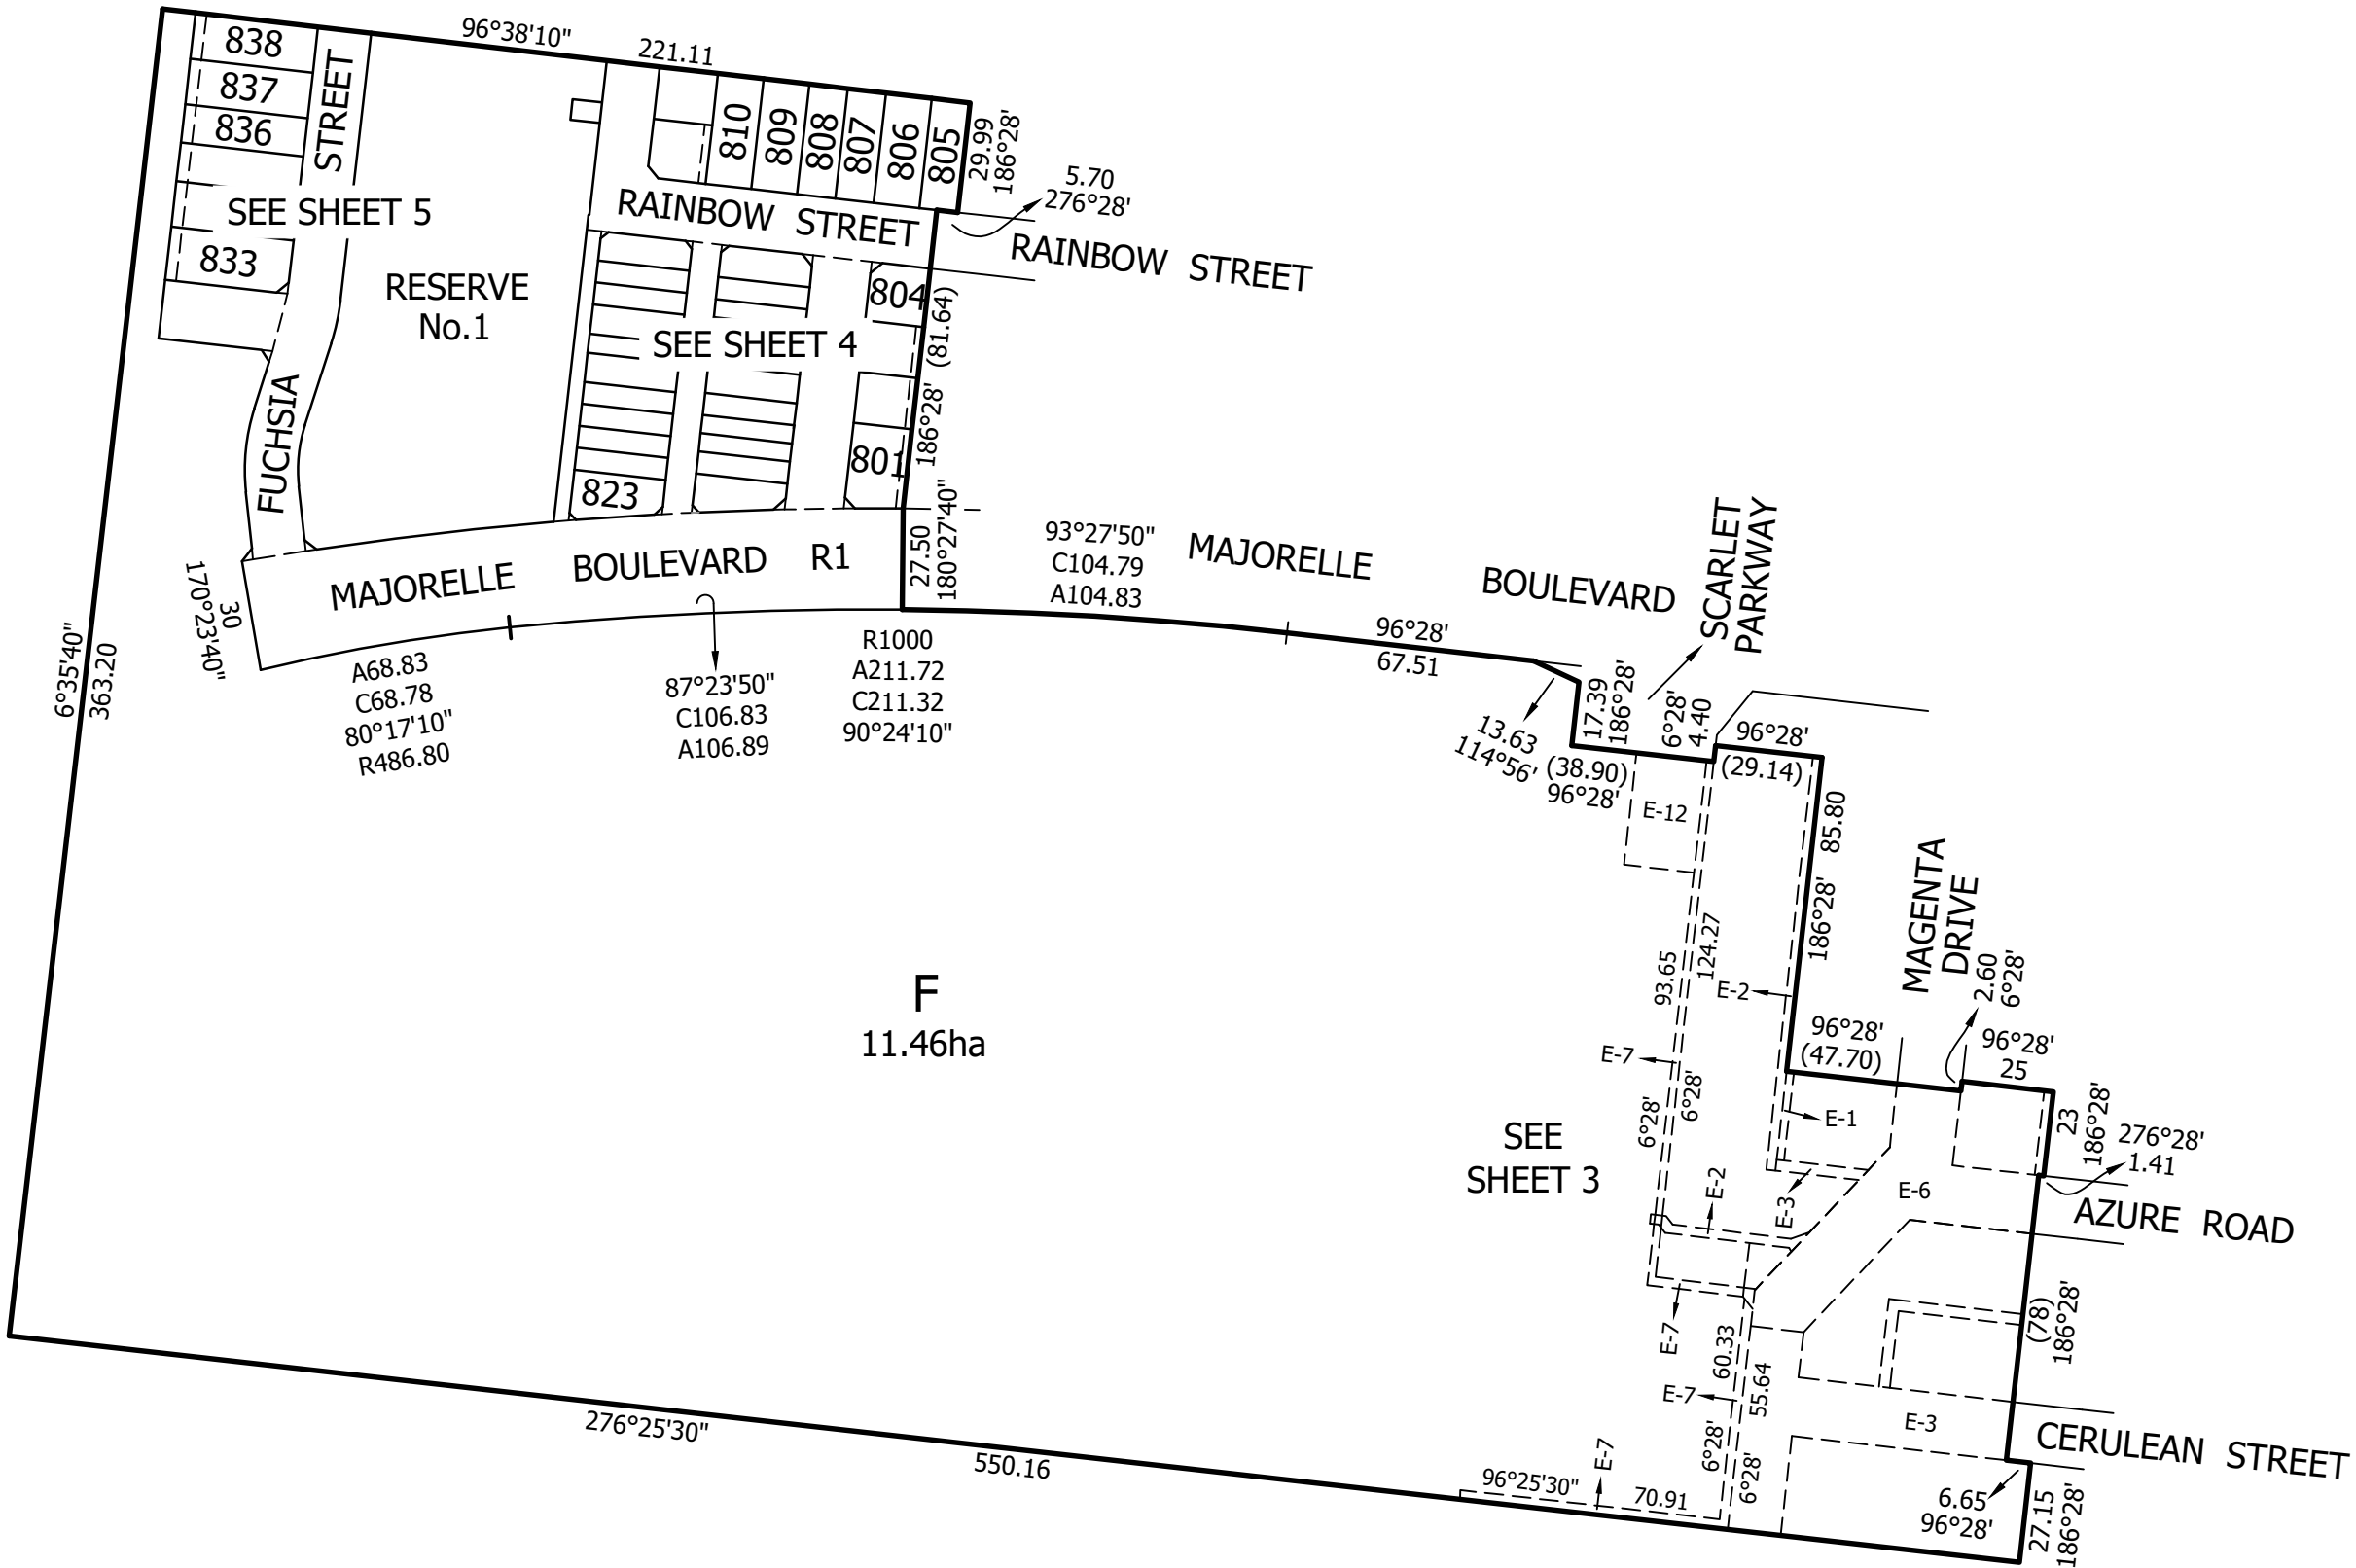 96°38'10"
221.11
838
837
836
833
STREET
FUCHSIA
SEE SHEET 5
RESERVE
No.1
810
809
808
807
806
805
29.99
186°28'
5.70
276°28'
RAINBOW STREET
RAINBOW STREET
804
(81.64)
186°28'
SEE SHEET 4
801
823
MAJORELLE BOULEVARD R1
27.50
180°27'40"
93°27'50"
C104.79
A104.83
MAJORELLE BOULEVARD
SCARLET
PARKWAY
30
170°23'40"
6°35'40"
363.20
A68.83
C68.78
80°17'10"
R486.80
87°23'50"
C106.83
A106.89
R1000
A211.72
C211.32
90°24'10"
96°28'
67.51
13.63
114°56'
17.39
186°28'
6°28'
4.40
(38.90)
96°28'
96°28'
(29.14)
E-12
85.80
186°28'
93.65
124.27
E-2
E-7
6°28'
6°28'
MAGENTA
DRIVE
2.60
6°28'
96°28'
(47.70)
96°28'
25
E-1
23
186°28'
276°28'
1.41
F
11.46ha
SEE
SHEET 3
E-2
E-3
E-6
AZURE ROAD
E-7
60.33
55.64
(78)
186°28'
E-7
6°28'
6°28'
E-3
CERULEAN STREET
276°25'30"
550.16
96°25'30"
E-7
70.91
6.65
96°28'
27.15
186°28'